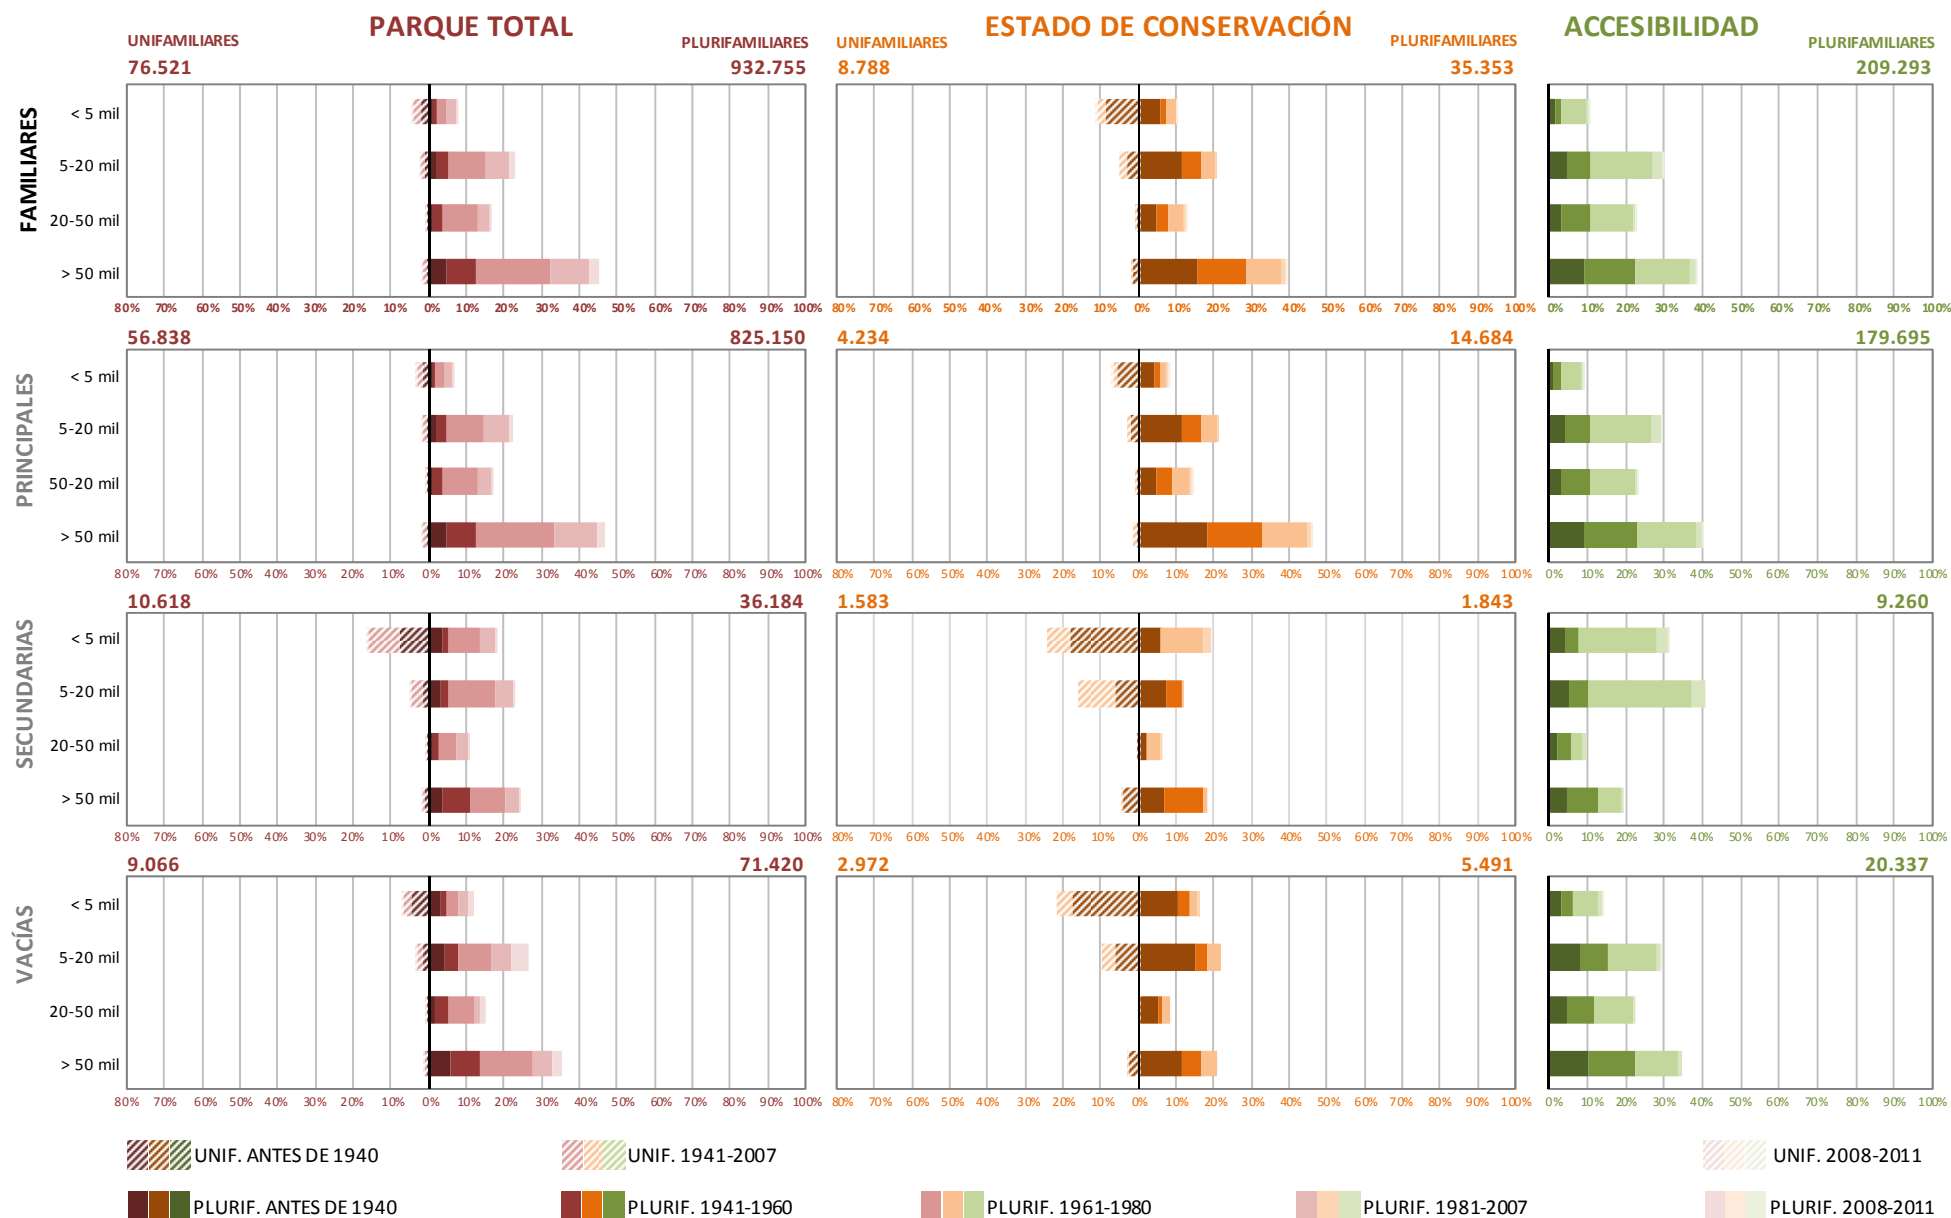 PARQUE TOTAL ESTADO DE CONSERVACIÓN ACCESIBILIDAD
UNIFAMILIARES PLURIFAMILIARES UNIFAMILIARES PLURIFAMILIARES PLURIFAMILIARES
76.521 932.755 8.788 35.353 209.293
FAMILIARES
< 5 mil
5-20 mil
20-50 mil
> 50 mil
80% 70% 60% 50% 40% 30% 20% 10% 0% 10% 20% 30% 40% 50% 60% 70% 80% 90% 100% 80% 70% 60% 50% 40% 30% 20% 10% 0% 10% 20% 30% 40% 50% 60% 70% 80% 90% 100% 0% 10% 20% 30% 40% 50% 60% 70% 80% 90% 100%
56.838 825.150 4.234 14.684 179.695
PRINCIPALES
< 5 mil
5-20 mil
50-20 mil
> 50 mil
80% 70% 60% 50% 40% 30% 20% 10% 0% 10% 20% 30% 40% 50% 60% 70% 80% 90% 100% 80% 70% 60% 50% 40% 30% 20% 10% 0% 10% 20% 30% 40% 50% 60% 70% 80% 90% 100% 0% 10% 20% 30% 40% 50% 60% 70% 80% 90% 100%
10.618 36.184 1.583 1.843 9.260
SECUNDARIAS
< 5 mil
5-20 mil
20-50 mil
> 50 mil
80% 70% 60% 50% 40% 30% 20% 10% 0% 10% 20% 30% 40% 50% 60% 70% 80% 90% 100% 80% 70% 60% 50% 40% 30% 20% 10% 0% 10% 20% 30% 40% 50% 60% 70% 80% 90% 100% 0% 10% 20% 30% 40% 50% 60% 70% 80% 90% 100%
9.066 71.420 2.972 5.491 20.337
VACÍAS
< 5 mil
5-20 mil
20-50 mil
> 50 mil
80% 70% 60% 50% 40% 30% 20% 10% 0% 10% 20% 30% 40% 50% 60% 70% 80% 90% 100% 80% 70% 60% 50% 40% 30% 20% 10% 0% 10% 20% 30% 40% 50% 60% 70% 80% 90% 100% 0% 10% 20% 30% 40% 50% 60% 70% 80% 90% 100%
UNIF. ANTES DE 1940 UNIF. 1941-2007 UNIF. 2008-2011
PLURIF. ANTES DE 1940 PLURIF. 1941-1960 PLURIF. 1961-1980 PLURIF. 1981-2007 PLURIF. 2008-2011